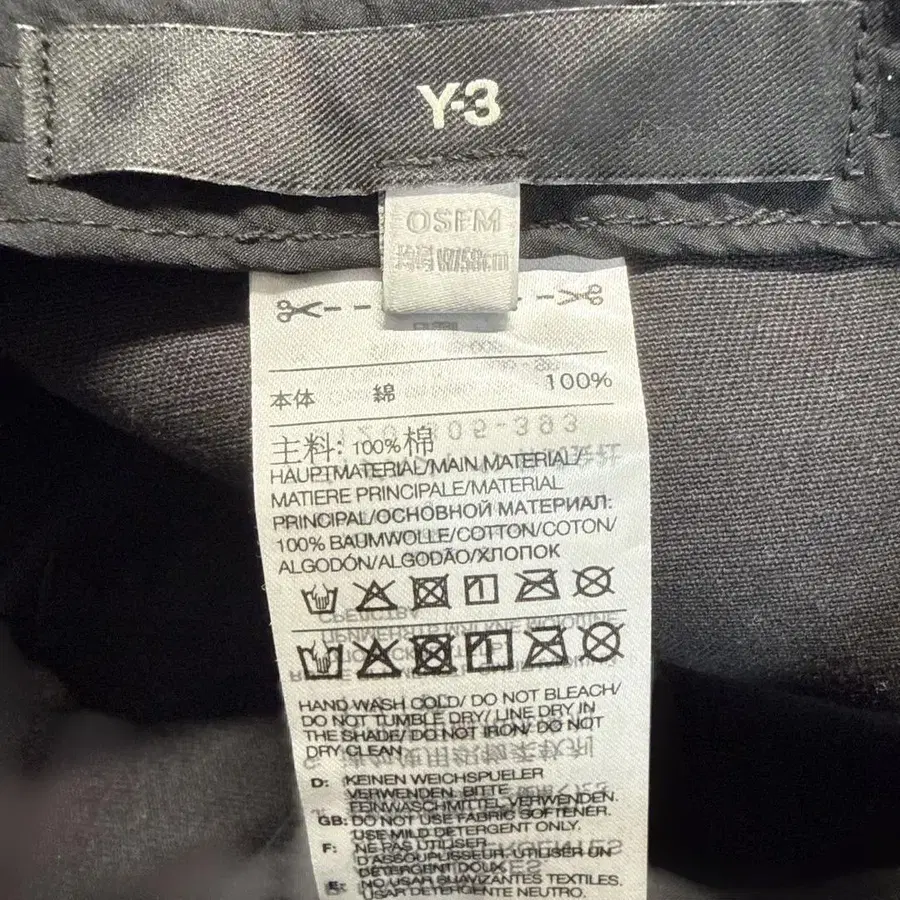 Y-3
OSFM
均码 W/58cm
本体 綿 100%
主料: 100%棉
HAUPTMATERIAL/MAIN MATERIAL/
MATIERE PRINCIPALE/MATERIAL
PRINCIPAL/ОСНОВНОЙ МАТЕРИАЛ:
100% BAUMWOLLE/COTTON/COTON/
ALGODÓN/ALGODÃO/ХЛОПОК
HAND WASH COLD/ DO NOT BLEACH/
DO NOT TUMBLE DRY/ LINE DRY IN
THE SHADE/ DO NOT IRON/ DO NOT
DRY CLEAN
D: KEINEN WEICHSPUELER
VERWENDEN. BITTE
FEINWASCHMITTEL VERWENDEN.
GB: DO NOT USE FABRIC SOFTENER.
USE MILD DETERGENT ONLY.
F: NE PAS UTILISER
D'ASSOUPLISSEUR. UTILISER UN
DETERGENT DOUX.
E: NO USAR SUAVIZANTES TEXTILES.
USAR DETERGENTE NEUTRO.